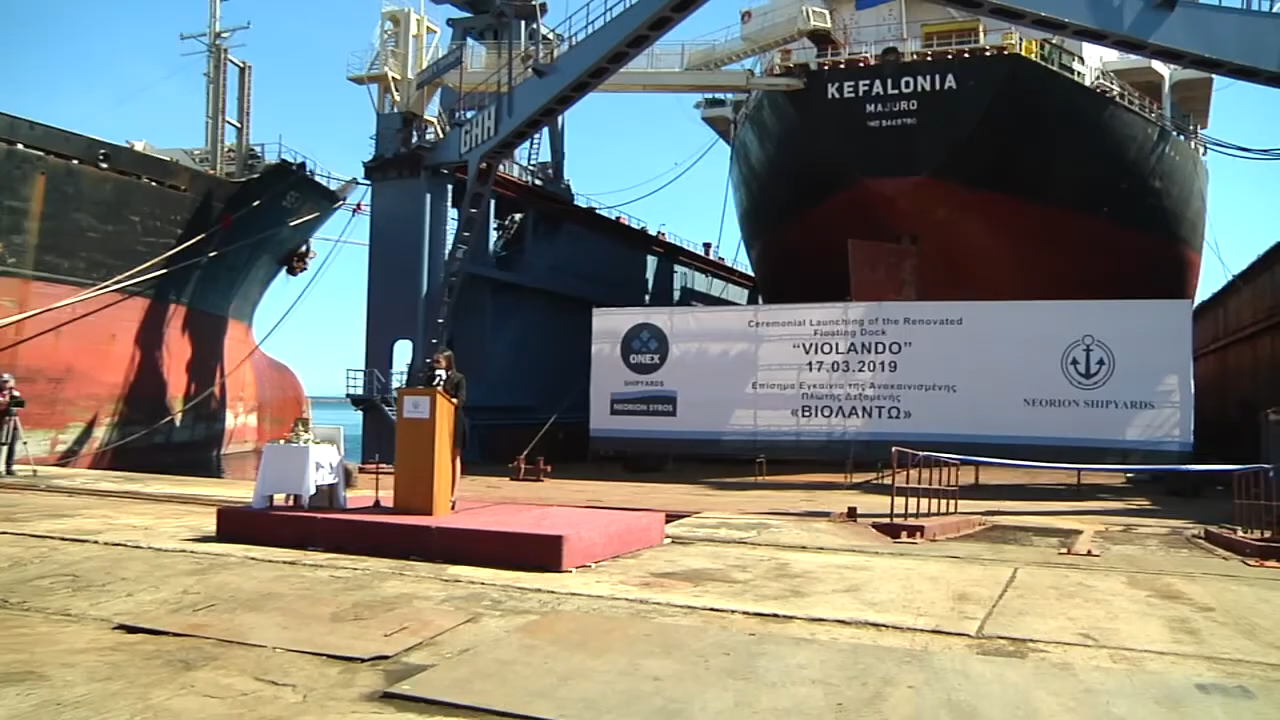 KEFALONIA
MAJURO
GHH
ONEX
SHIPYARDS
NEORION SYROS
Ceremonial Launching of the Renovated
Floating Dock
“VIOLANDO”
17.03.2019
Επίσημα Εγκαίνια της Ανακαινισμένης
Πλωτής Δεξαμενής
«ΒΙΟΛΑΝΤΩ»
NEORION SHIPYARDS